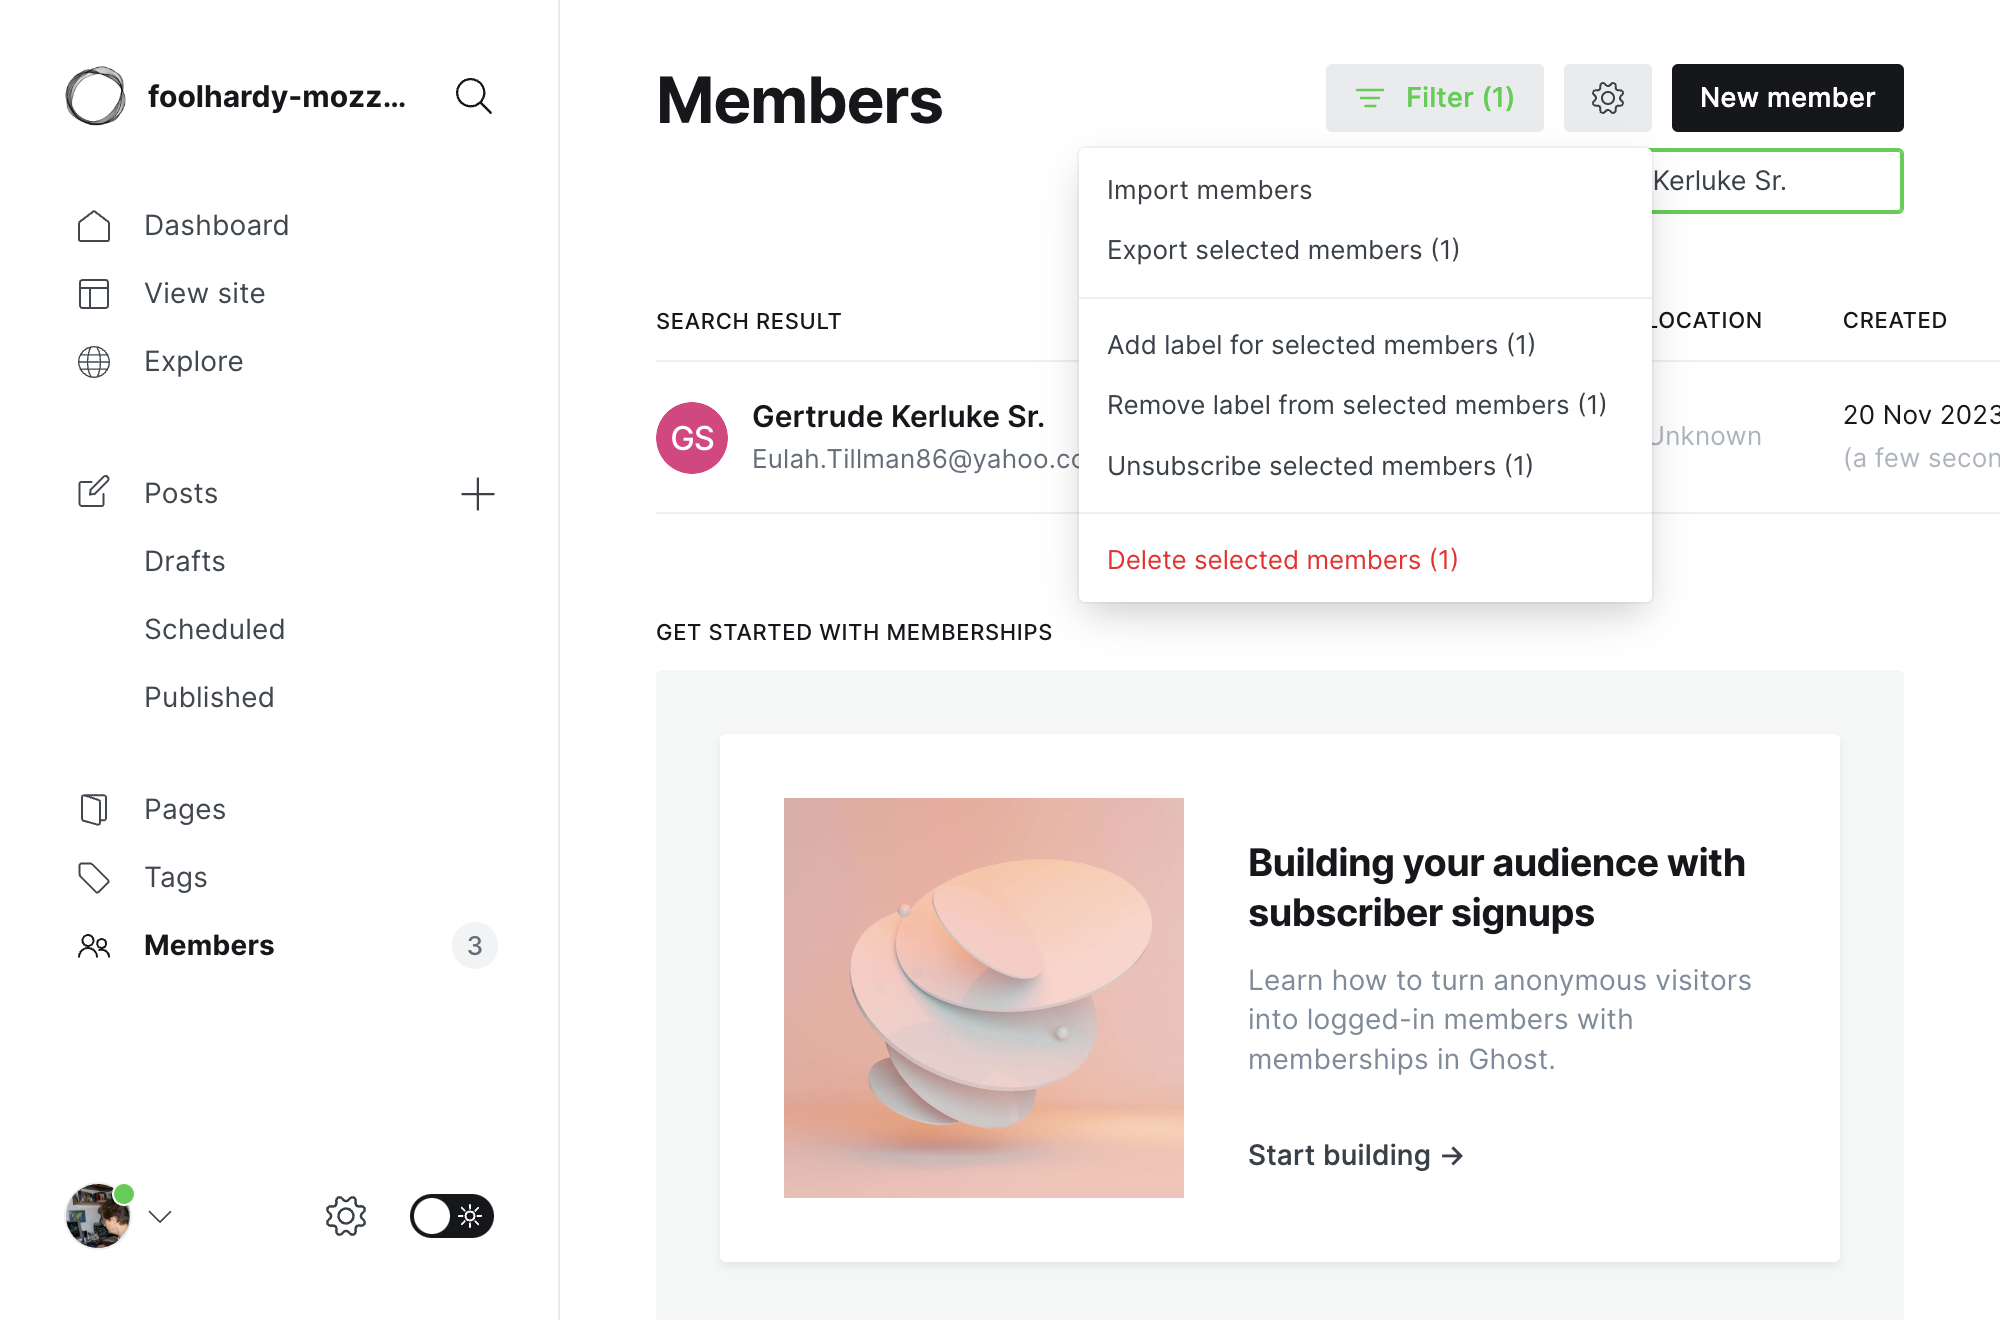 foolhardy-mozz...
Dashboard
View site
Explore
Posts
Drafts
Scheduled
Published
Pages
Tags
Members
3
Members
Filter (1)
New member
Kerluke Sr.
Import members
Export selected members (1)
Add label for selected members (1)
Remove label from selected members (1)
Unsubscribe selected members (1)
Delete selected members (1)
SEARCH RESULT
LOCATION
CREATED
GS
Gertrude Kerluke Sr.
Eulah.Tillman86@yahoo.co
Unknown
20 Nov 2023
(a few secon
GET STARTED WITH MEMBERSHIPS
Building your audience with
subscriber signups
Learn how to turn anonymous visitors
into logged-in members with
memberships in Ghost.
Start building →